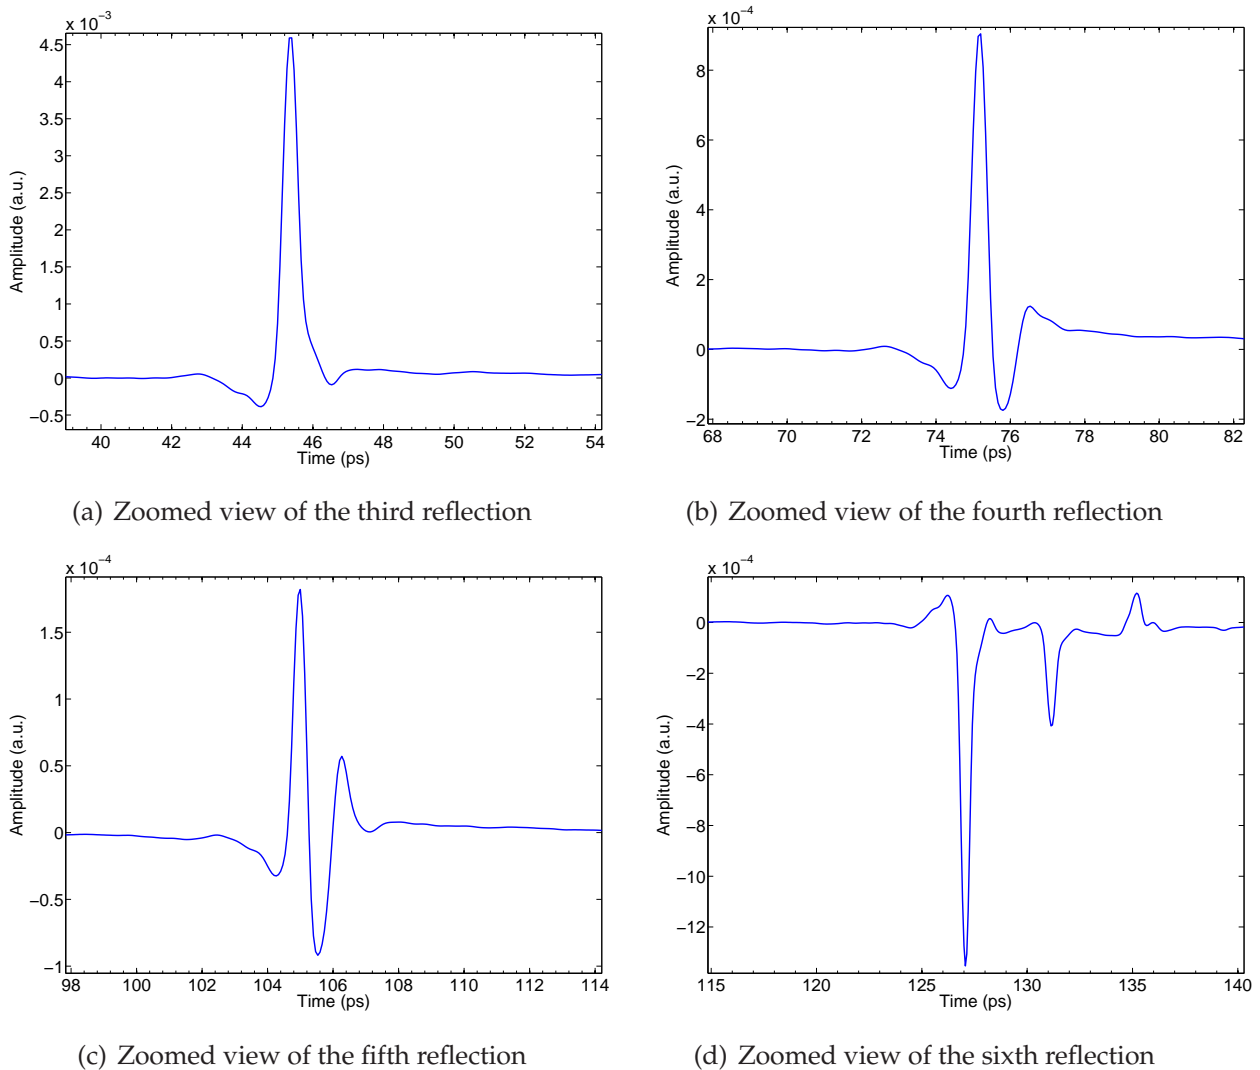 x 10⁻³
4.5
4
3.5
3
2.5
2
1.5
1
0.5
0
−0.5
Amplitude (a.u.)
40 42 44 46 48 50 52 54
Time (ps)
(a) Zoomed view of the third reflection
x 10⁻⁴
8
6
4
2
0
−2
Amplitude (a.u.)
68 70 72 74 76 78 80 82
Time (ps)
(b) Zoomed view of the fourth reflection
x 10⁻⁴
1.5
1
0.5
0
−0.5
−1
Amplitude (a.u.)
98 100 102 104 106 108 110 112 114
Time (ps)
(c) Zoomed view of the fifth reflection
x 10⁻⁴
0
−2
−4
−6
−8
−10
−12
Amplitude (a.u.)
115 120 125 130 135 140
Time (ps)
(d) Zoomed view of the sixth reflection